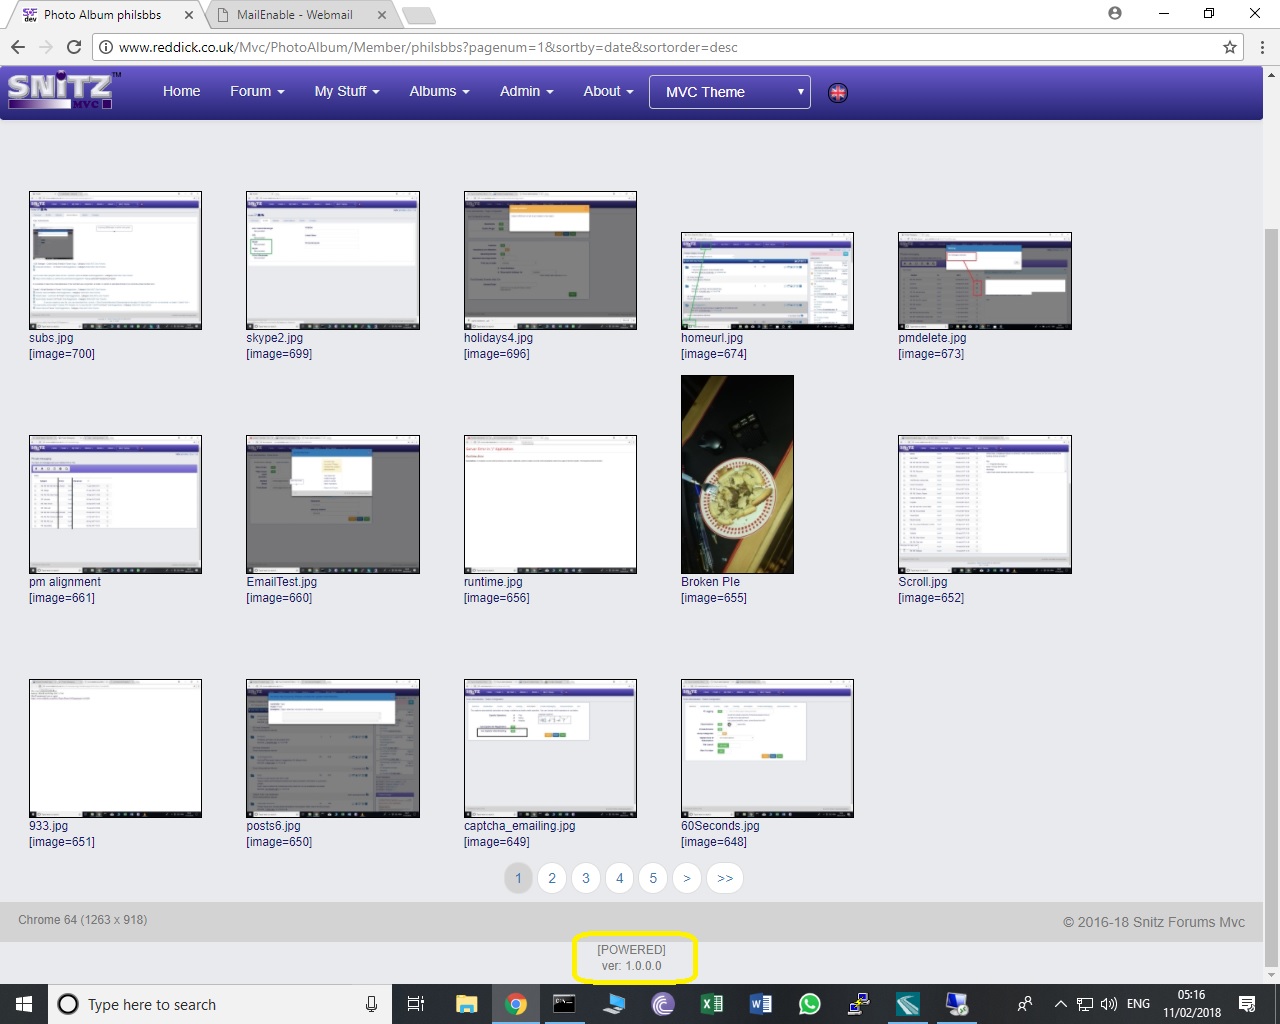 Photo Album philsbbs
MailEnable - Webmail
www.reddick.co.uk/Mvc/PhotoAlbum/Member/philsbbs?pagenum=1&sortby=date&sortorder=desc
SNiTZ™ MVC
Home
Forum
My Stuff
Albums
Admin
About
MVC Theme
subs.jpg
[image=700]
skype2.jpg
[image=699]
holidays4.jpg
[image=696]
homeurl.jpg
[image=674]
pmdelete.jpg
[image=673]
pm alignment
[image=661]
EmailTest.jpg
[image=660]
runtime.jpg
[image=656]
Broken PIe
[image=655]
Scroll.jpg
[image=652]
933.jpg
[image=651]
posts6.jpg
[image=650]
captcha_emailing.jpg
[image=649]
60Seconds.jpg
[image=648]
1 2 3 4 5 > >>
Chrome 64 (1263 x 918)
© 2016-18 Snitz Forums Mvc
[POWERED]
ver: 1.0.0.0
Type here to search
ENG
05:16
11/02/2018